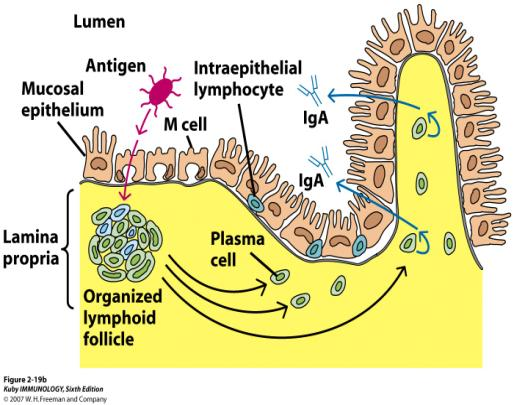 Lumen
Antigen
Mucosal
epithelium
M cell
Intraepithelial
lymphocyte
IgA
IgA
Lamina
propria
Plasma
cell
Organized
lymphoid
follicle
Figure 2-19b
Kuby IMMUNOLOGY, Sixth Edition
© 2007 W. H. Freeman and Company